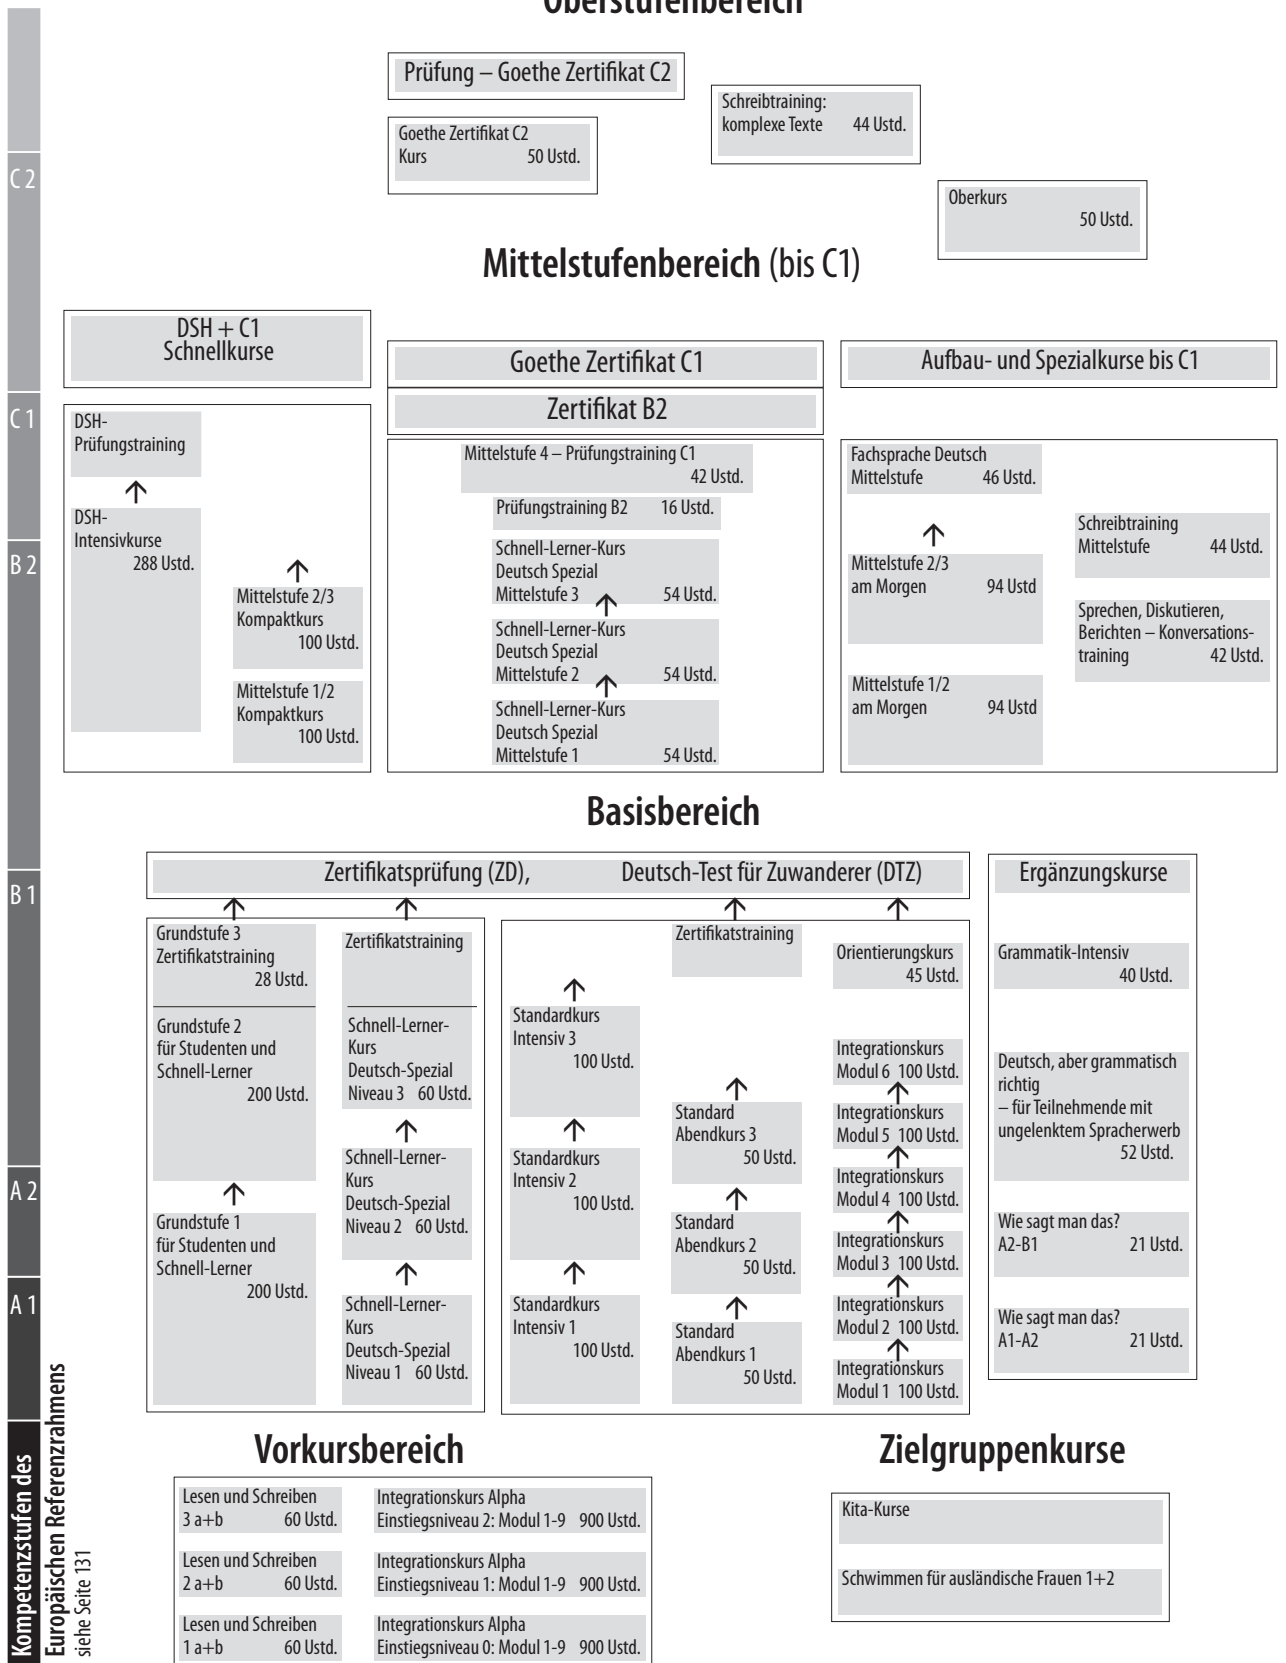 Oberstufenbereich
Prüfung – Goethe Zertifikat C2
Goethe Zertifikat C2
Kurs 50 Ustd.
Schreibtraining:
komplexe Texte 44 Ustd.
Oberkurs
50 Ustd.
Mittelstufenbereich (bis C1)
DSH + C1
Schnellkurse
DSH-
Prüfungstraining
DSH-
Intensivkurse
288 Ustd.
Mittelstufe 2/3
Kompaktkurs
100 Ustd.
Mittelstufe 1/2
Kompaktkurs
100 Ustd.
Goethe Zertifikat C1
Zertifikat B2
Mittelstufe 4 – Prüfungstraining C1
42 Ustd.
Prüfungstraining B2 16 Ustd.
Schnell-Lerner-Kurs
Deutsch Spezial
Mittelstufe 3 54 Ustd.
Schnell-Lerner-Kurs
Deutsch Spezial
Mittelstufe 2 54 Ustd.
Schnell-Lerner-Kurs
Deutsch Spezial
Mittelstufe 1 54 Ustd.
Aufbau- und Spezialkurse bis C1
Fachsprache Deutsch
Mittelstufe 46 Ustd.
Mittelstufe 2/3
am Morgen 94 Ustd
Mittelstufe 1/2
am Morgen 94 Ustd
Schreibtraining
Mittelstufe 44 Ustd.
Sprechen, Diskutieren,
Berichten – Konversations-
training 42 Ustd.
Basisbereich
Zertifikatsprüfung (ZD), Deutsch-Test für Zuwanderer (DTZ)
Grundstufe 3
Zertifikatstraining
28 Ustd.
Grundstufe 2
für Studenten und
Schnell-Lerner
200 Ustd.
Grundstufe 1
für Studenten und
Schnell-Lerner
200 Ustd.
Zertifikatstraining
Schnell-Lerner-
Kurs
Deutsch-Spezial
Niveau 3 60 Ustd.
Schnell-Lerner-
Kurs
Deutsch-Spezial
Niveau 2 60 Ustd.
Schnell-Lerner-
Kurs
Deutsch-Spezial
Niveau 1 60 Ustd.
Standardkurs
Intensiv 3
100 Ustd.
Standardkurs
Intensiv 2
100 Ustd.
Standardkurs
Intensiv 1
100 Ustd.
Zertifikatstraining
Standard
Abendkurs 3
50 Ustd.
Standard
Abendkurs 2
50 Ustd.
Standard
Abendkurs 1
50 Ustd.
Orientierungskurs
45 Ustd.
Integrationskurs
Modul 6 100 Ustd.
Integrationskurs
Modul 5 100 Ustd.
Integrationskurs
Modul 4 100 Ustd.
Integrationskurs
Modul 3 100 Ustd.
Integrationskurs
Modul 2 100 Ustd.
Integrationskurs
Modul 1 100 Ustd.
Ergänzungskurse
Grammatik-Intensiv
40 Ustd.
Deutsch, aber grammatisch
richtig
– für Teilnehmende mit
ungelenktem Spracherwerb
52 Ustd.
Wie sagt man das?
A2-B1 21 Ustd.
Wie sagt man das?
A1-A2 21 Ustd.
Vorkursbereich
Lesen und Schreiben
3 a+b 60 Ustd.
Lesen und Schreiben
2 a+b 60 Ustd.
Lesen und Schreiben
1 a+b 60 Ustd.
Integrationskurs Alpha
Einstiegsniveau 2: Modul 1-9 900 Ustd.
Integrationskurs Alpha
Einstiegsniveau 1: Modul 1-9 900 Ustd.
Integrationskurs Alpha
Einstiegsniveau 0: Modul 1-9 900 Ustd.
Zielgruppenkurse
Kita-Kurse
Schwimmen für ausländische Frauen 1+2
C 2
C 1
B 2
B 1
A 2
A 1
Kompetenzstufen des
Europäischen Referenzrahmens
siehe Seite 131